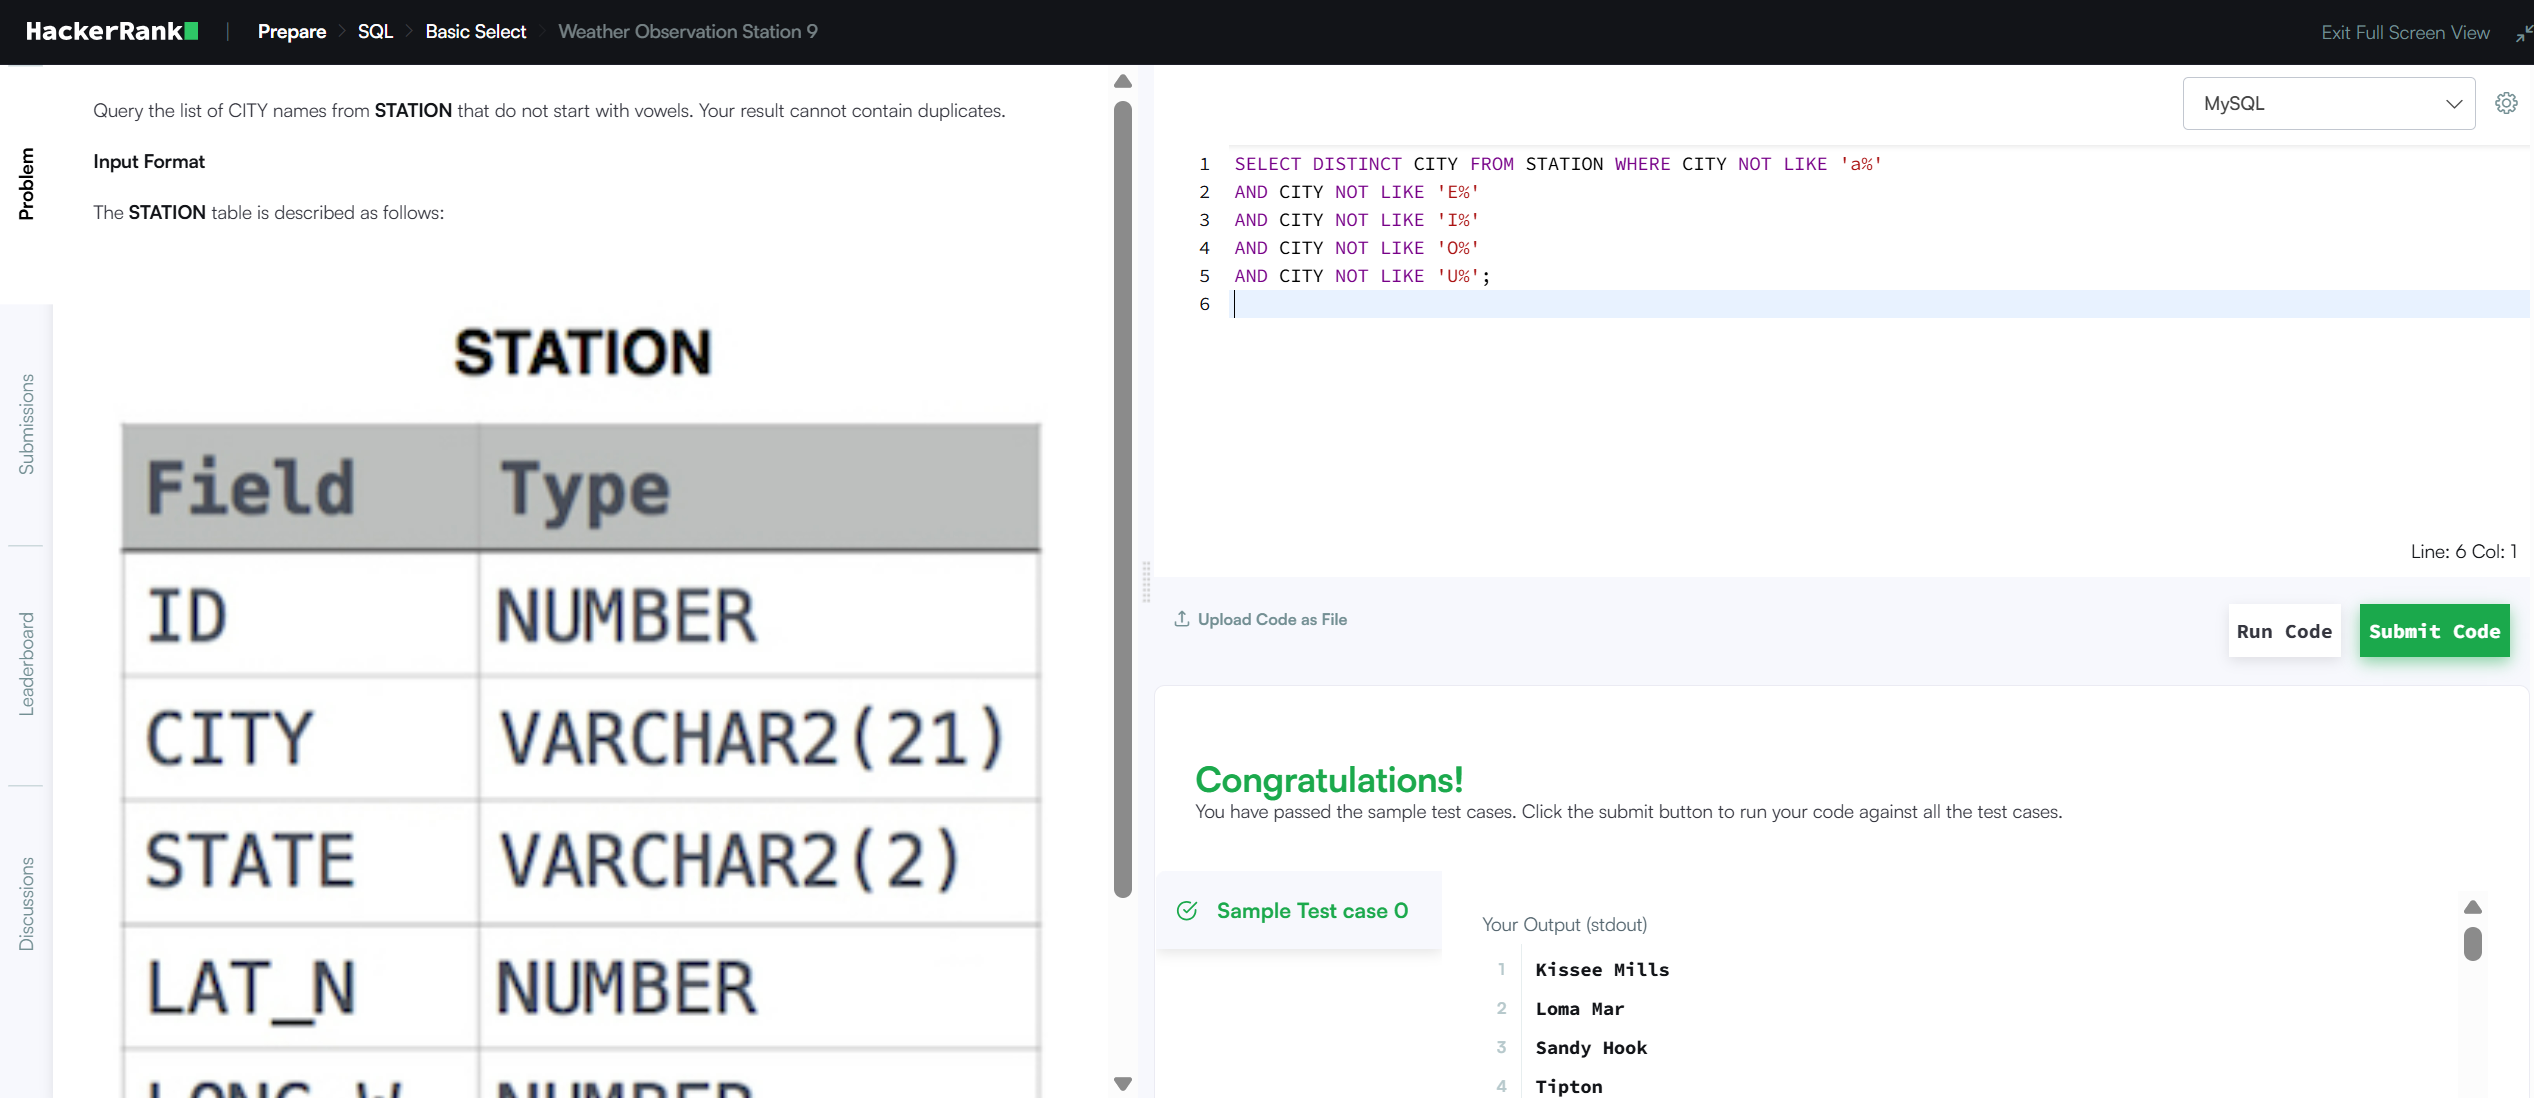 HackerRank | Prepare > SQL > Basic Select > Weather Observation Station 9
Exit Full Screen View
Problem
Submissions
Leaderboard
Discussions
Query the list of CITY names from STATION that do not start with vowels. Your result cannot contain duplicates.
Input Format
The STATION table is described as follows:
STATION
Field Type
ID NUMBER
CITY VARCHAR2(21)
STATE VARCHAR2(2)
LAT_N NUMBER
LONG_W NUMBER
MySQL
1 SELECT DISTINCT CITY FROM STATION WHERE CITY NOT LIKE 'a%'
2 AND CITY NOT LIKE 'E%'
3 AND CITY NOT LIKE 'I%'
4 AND CITY NOT LIKE 'O%'
5 AND CITY NOT LIKE 'U%';
6
Line: 6 Col: 1
Upload Code as File
Run Code
Submit Code
Congratulations!
You have passed the sample test cases. Click the submit button to run your code against all the test cases.
Sample Test case 0
Your Output (stdout)
1 Kissee Mills
2 Loma Mar
3 Sandy Hook
4 Tipton